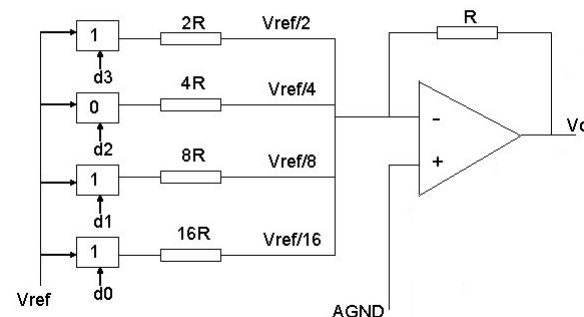 2R Vref/2 R
1
d3
4R Vref/4
0
d2
- Vo
8R Vref/8 +
1
d1
16R Vref/16
1
Vref d0
AGND